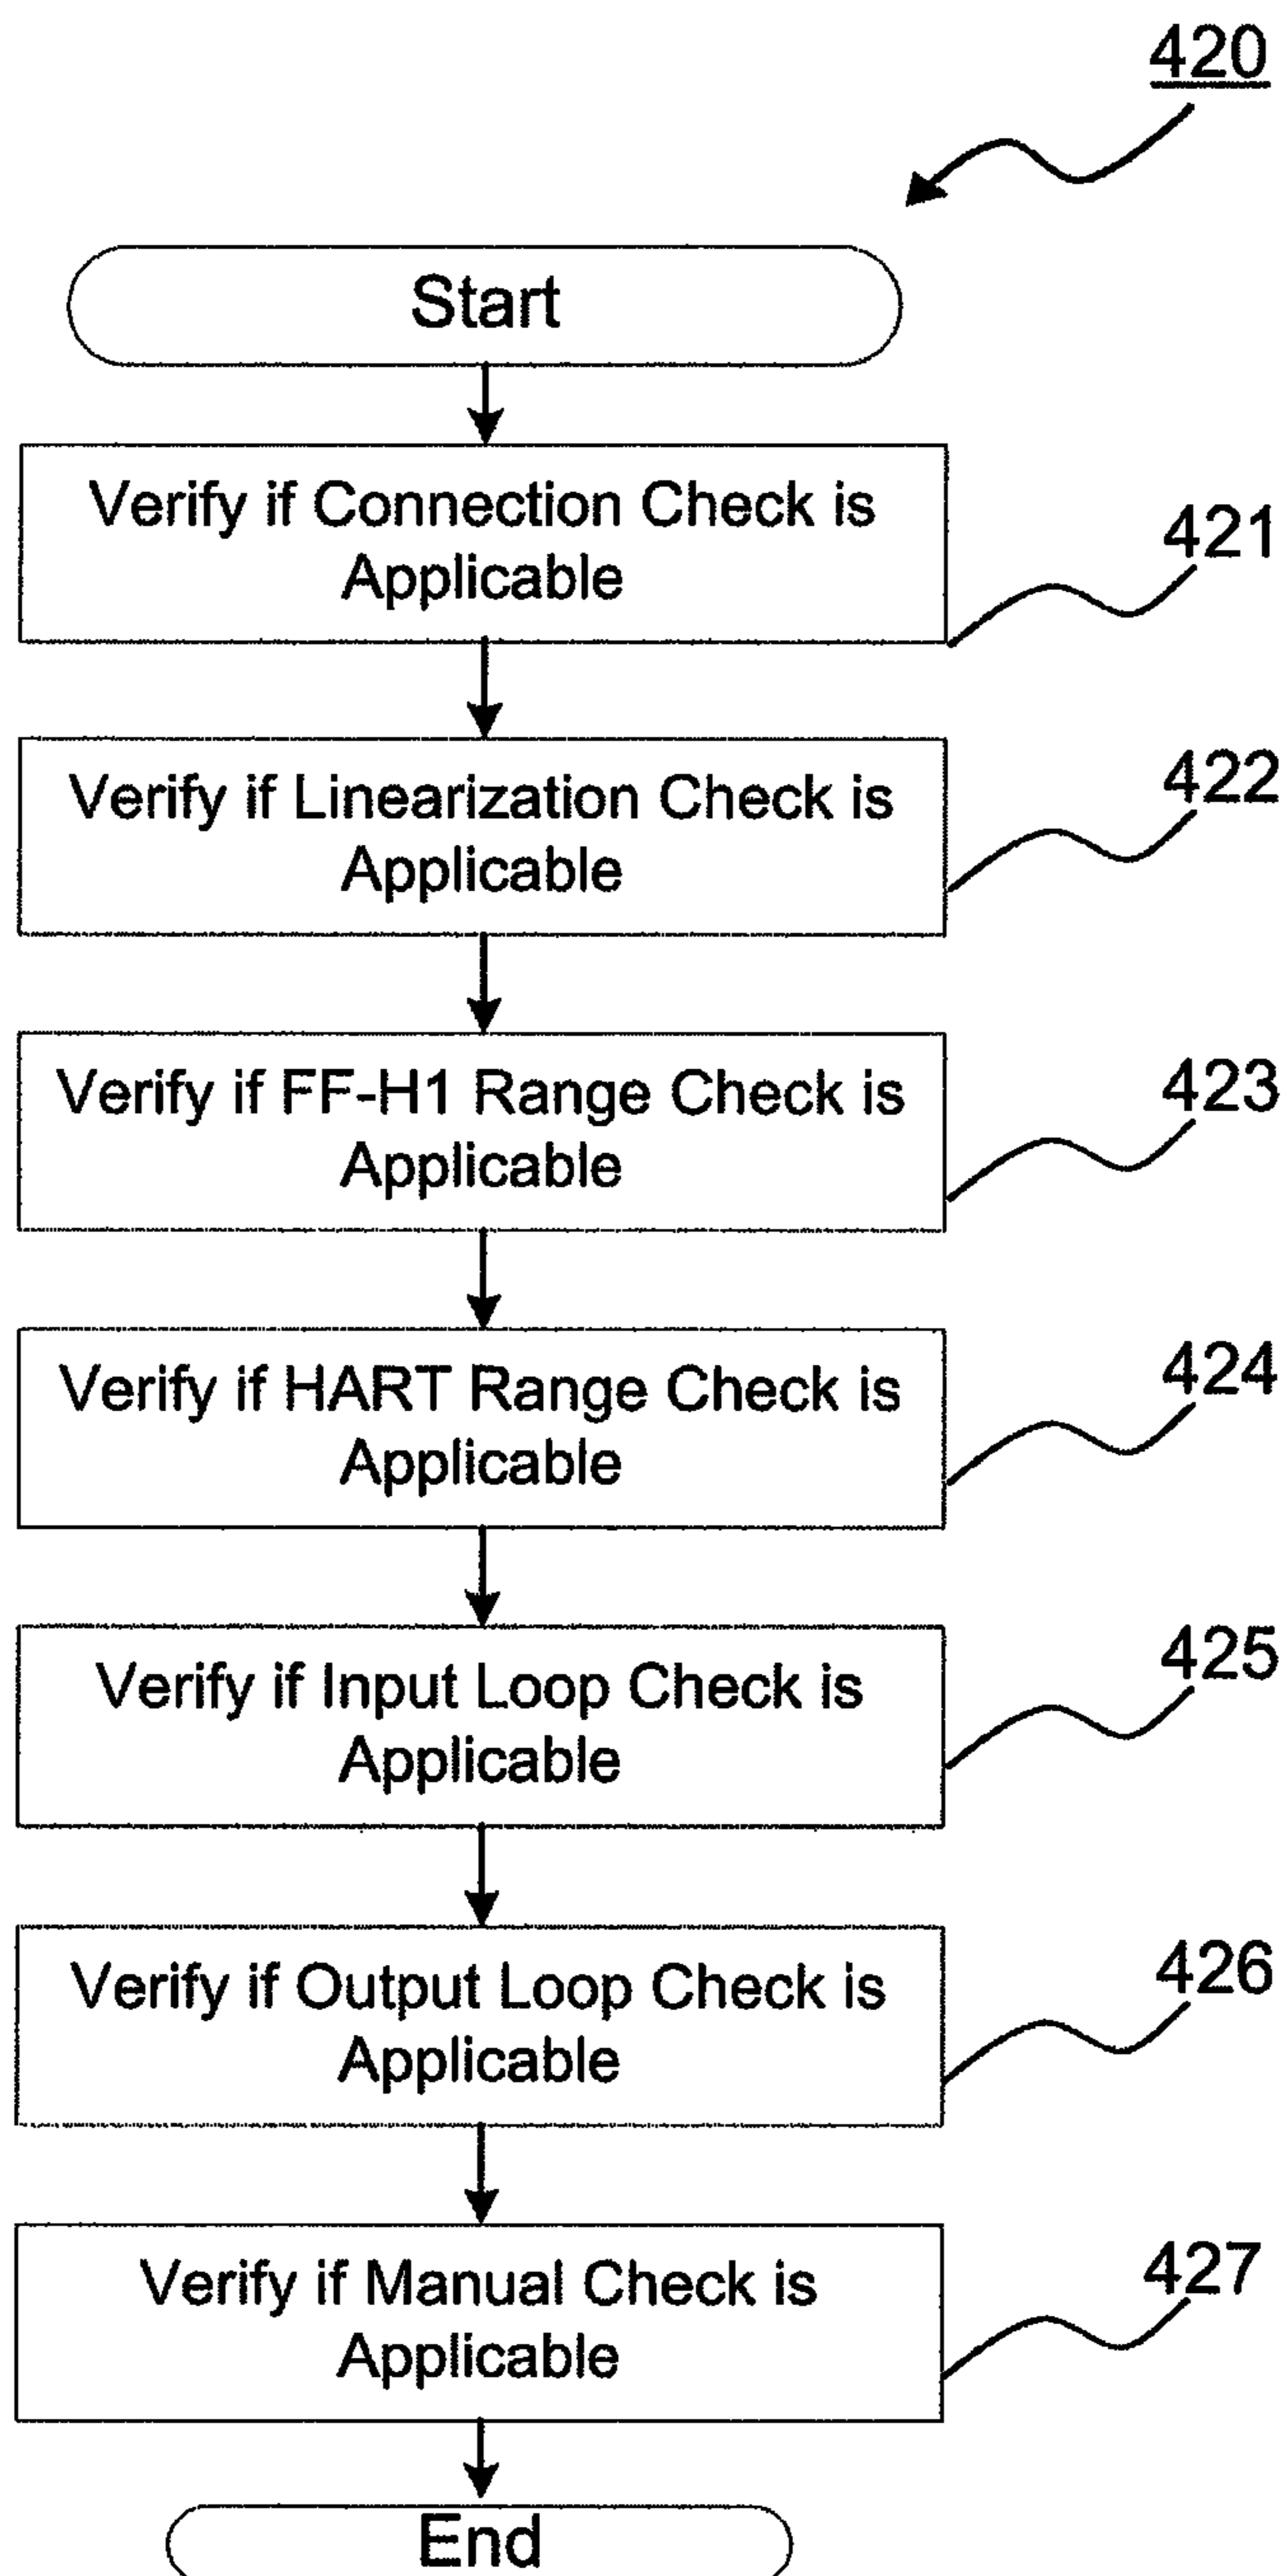 420
Start
Verify if Connection Check is
Applicable
421
Verify if Linearization Check is
Applicable
422
Verify if FF-H1 Range Check is
Applicable
423
Verify if HART Range Check is
Applicable
424
Verify if Input Loop Check is
Applicable
425
Verify if Output Loop Check is
Applicable
426
Verify if Manual Check is
Applicable
427
End